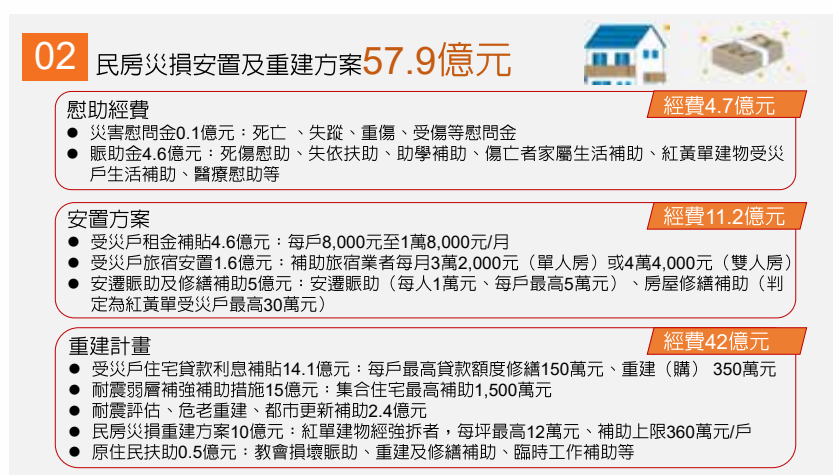 02 民房災損安置及重建方案57.9億元
慰助經費
經費4.7億元
● 災害慰問金0.1億元：死亡 、失蹤、重傷、受傷等慰問金
● 賑助金4.6億元：死傷慰助、失依扶助、助學補助、傷亡者家屬生活補助、紅黃單建物受災
戶生活補助、醫療慰助等
安置方案
經費11.2億元
● 受災戶租金補貼4.6億元：每戶8,000元至1萬8,000元/月
● 受災戶旅宿安置1.6億元：補助旅宿業者每月3萬2,000元（單人房）或4萬4,000元（雙人房）
● 安遷賑助及修繕補助5億元：安遷賑助（每人1萬元、每戶最高5萬元）、房屋修繕補助（判
定為紅黃單受災戶最高30萬元）
重建計畫
經費42億元
● 受災戶住宅貸款利息補貼14.1億元：每戶最高貸款額度修繕150萬元、重建（購） 350萬元
● 耐震弱層補強補助措施15億元：集合住宅最高補助1,500萬元
● 耐震評估、危老重建、都市更新補助2.4億元
● 民房災損重建方案10億元：紅單建物經強拆者，每坪最高12萬元、補助上限360萬元/戶
● 原住民扶助0.5億元：教會損壞賑助、重建及修繕補助、臨時工作補助等